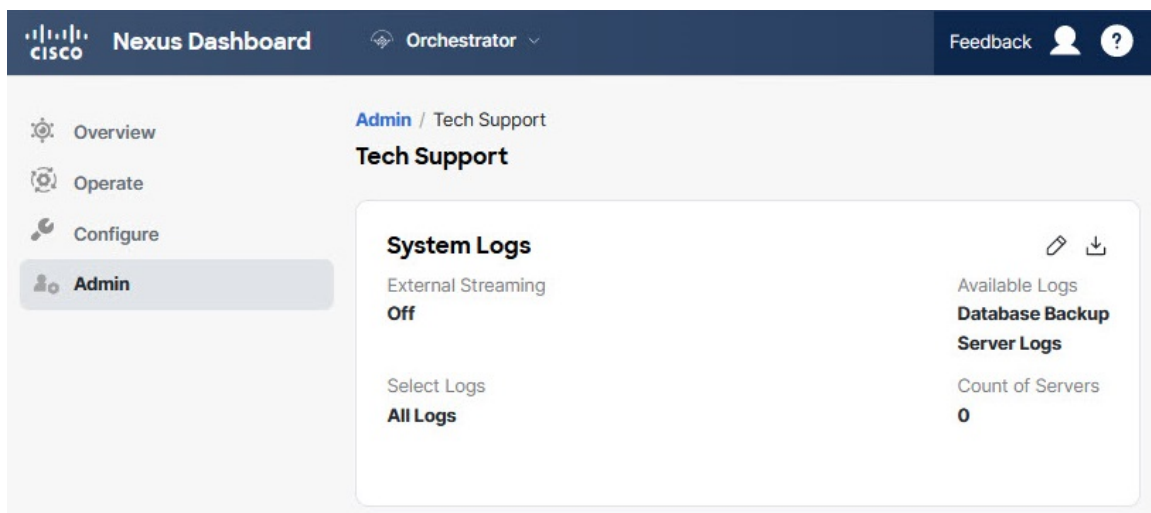 cisco Nexus Dashboard Orchestrator Feedback ?
Overview
Operate
Configure
Admin
Admin / Tech Support
Tech Support
System Logs
External Streaming
Off
Available Logs
Database Backup
Server Logs
Select Logs
All Logs
Count of Servers
0